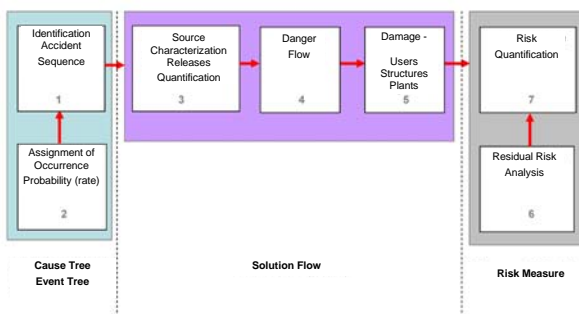 Identification
Accident
Sequence
1
Assignment of
Occurrence
Probability (rate)
2
Source
Characterization
Releases
Quantification
3
Danger
Flow
4
Damage -
Users
Structures
Plants
5
Risk
Quantification
7
Residual Risk
Analysis
6
Cause Tree
Event Tree
Solution Flow
Risk Measure